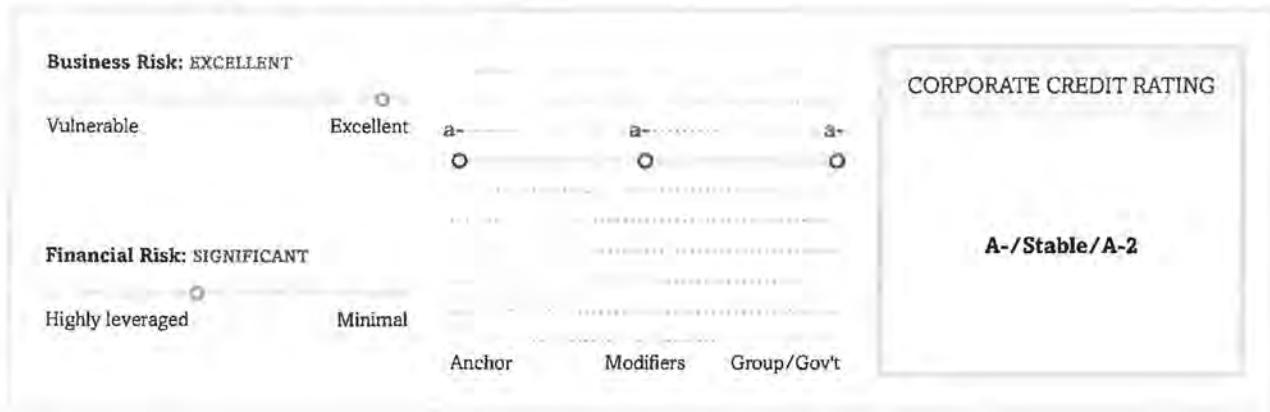 Business Risk: EXCELLENT
Vulnerable Excellent
Financial Risk: SIGNIFICANT
Highly leveraged Minimal
a- a- a-
Anchor Modifiers Group/Gov't
CORPORATE CREDIT RATING
A-/Stable/A-2